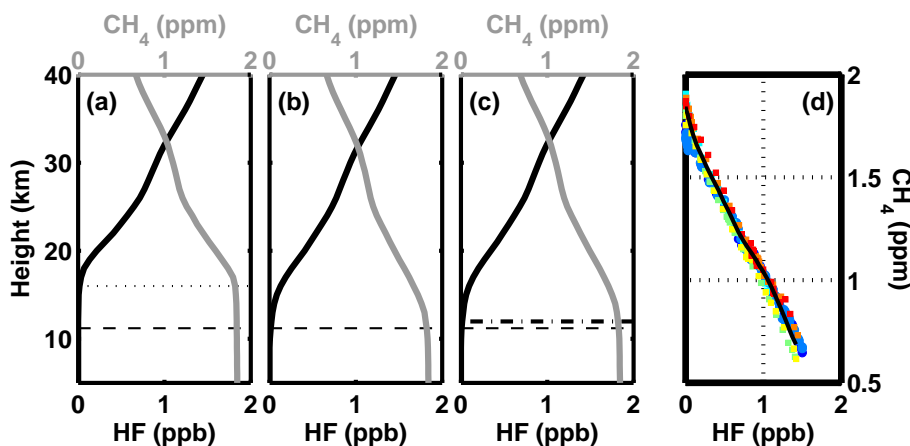 CH4 (ppm) CH4 (ppm) CH4 (ppm)
0 1 2 0 1 2 0 1 2
(a) (b) (c) (d)
40
30
20
10
Height (km)
2
1.5
1
0.5
CH4 (ppm)
0 1 2 0 1 2 0 1 2 0 1 2
HF (ppb) HF (ppb) HF (ppb) HF (ppb)